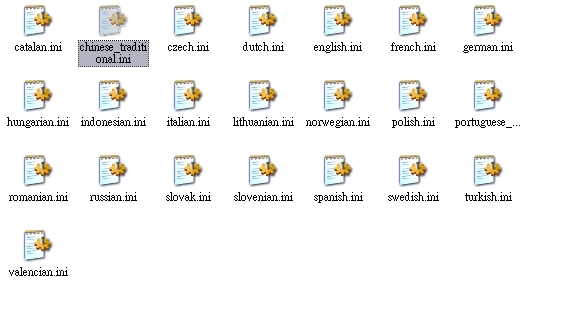 catalan.ini
chinese_traditi
onal.ini
czech.ini
dutch.ini
english.ini
french.ini
german.ini
hungarian.ini
indonesian.ini
italian.ini
lithuanian.ini
norwegian.ini
polish.ini
portuguese_...
romanian.ini
russian.ini
slovak.ini
slovenian.ini
spanish.ini
swedish.ini
turkish.ini
valencian.ini